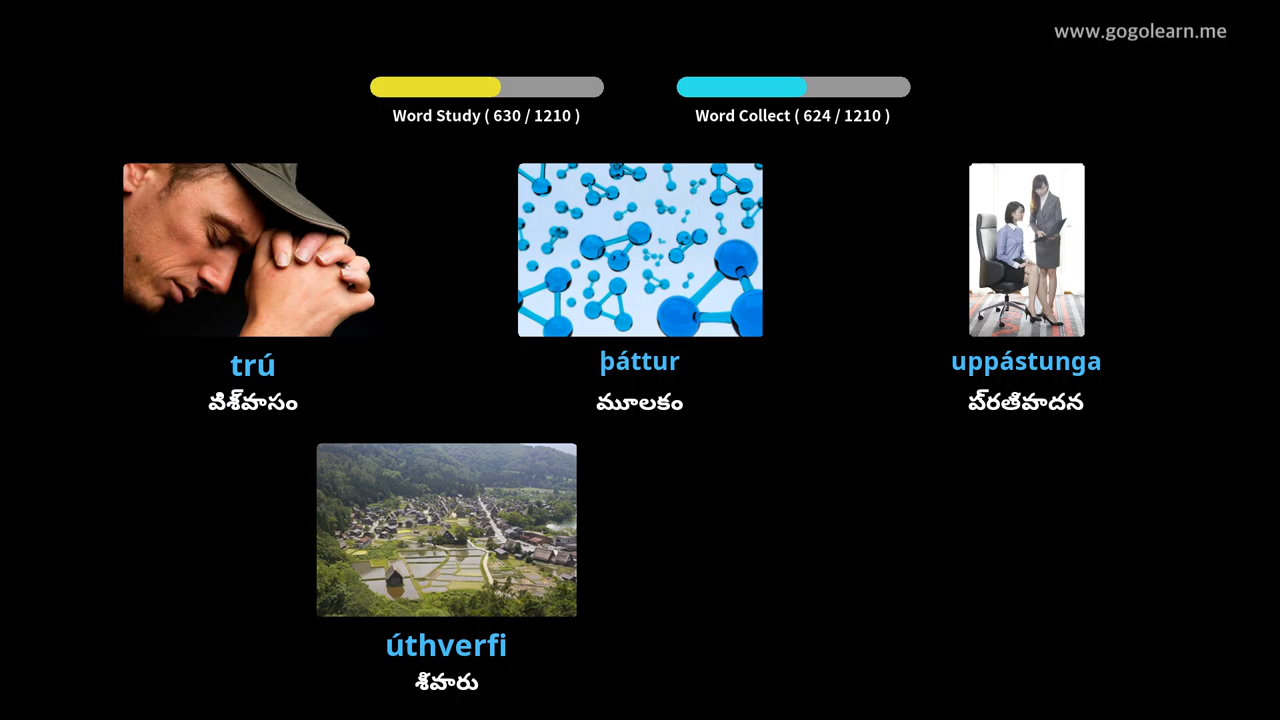 www.gogolearn.me
Word Study ( 630 / 1210 )
Word Collect ( 624 / 1210 )
trú
þáttur
uppástunga
విశ్వాసం
మూలకం
ప్రతివాదన
úthverfi
శివారు